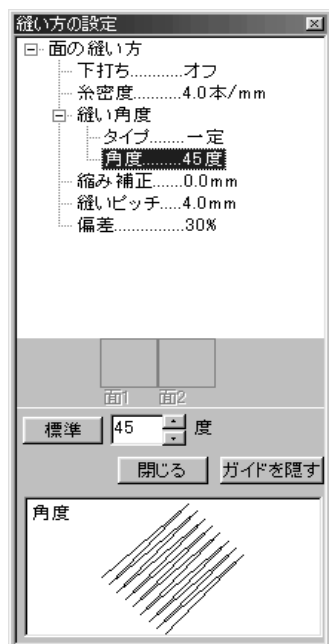 縫い方の設定
面の縫い方
下打ち............オフ
糸密度..........4.0本/mm
縫い角度
タイプ........一定
角度........45度
縮み補正.......0.0mm
縫いピッチ.....4.0mm
偏差...............30%
面1 面2
標準 45 度
閉じる ガイドを隠す
角度